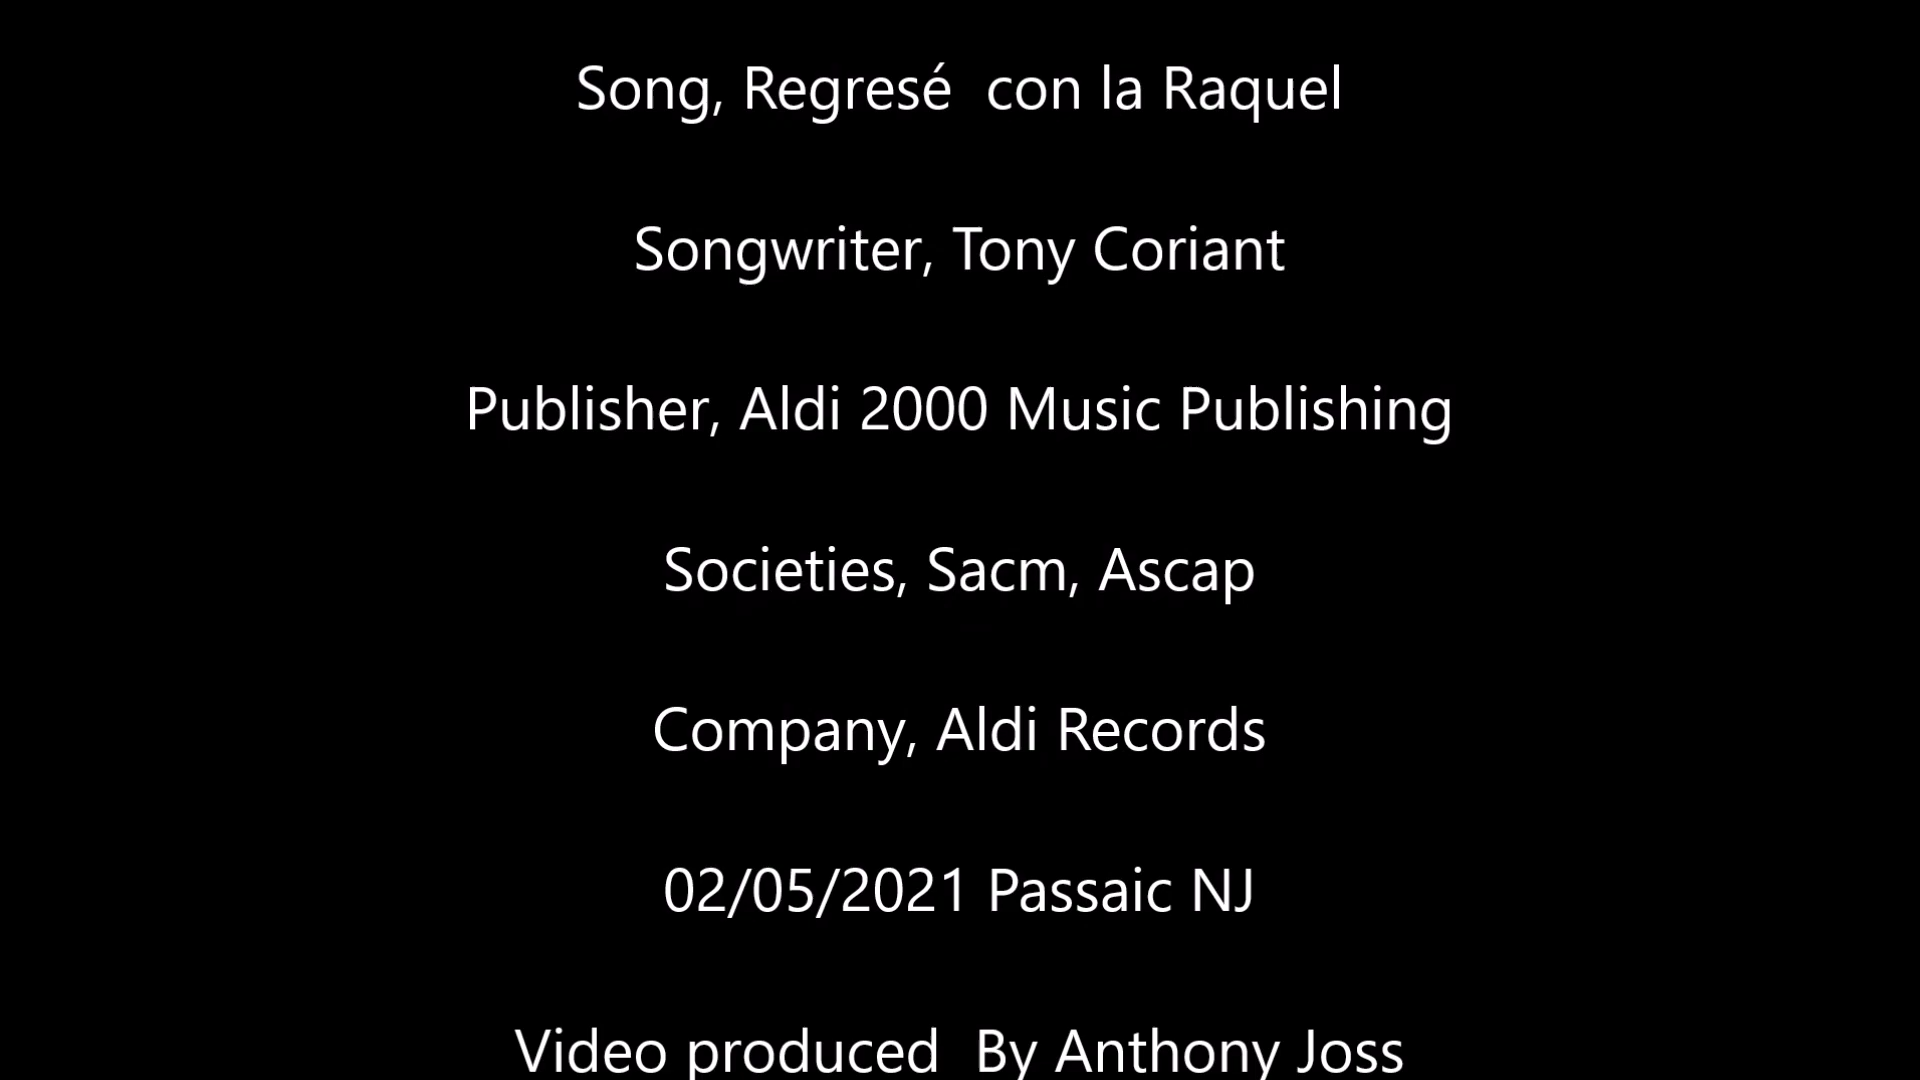 Song, Regresé  con la Raquel
Songwriter, Tony Coriant
Publisher, Aldi 2000 Music Publishing
Societies, Sacm, Ascap
Company, Aldi Records
02/05/2021 Passaic NJ
Video produced  By Anthony Joss